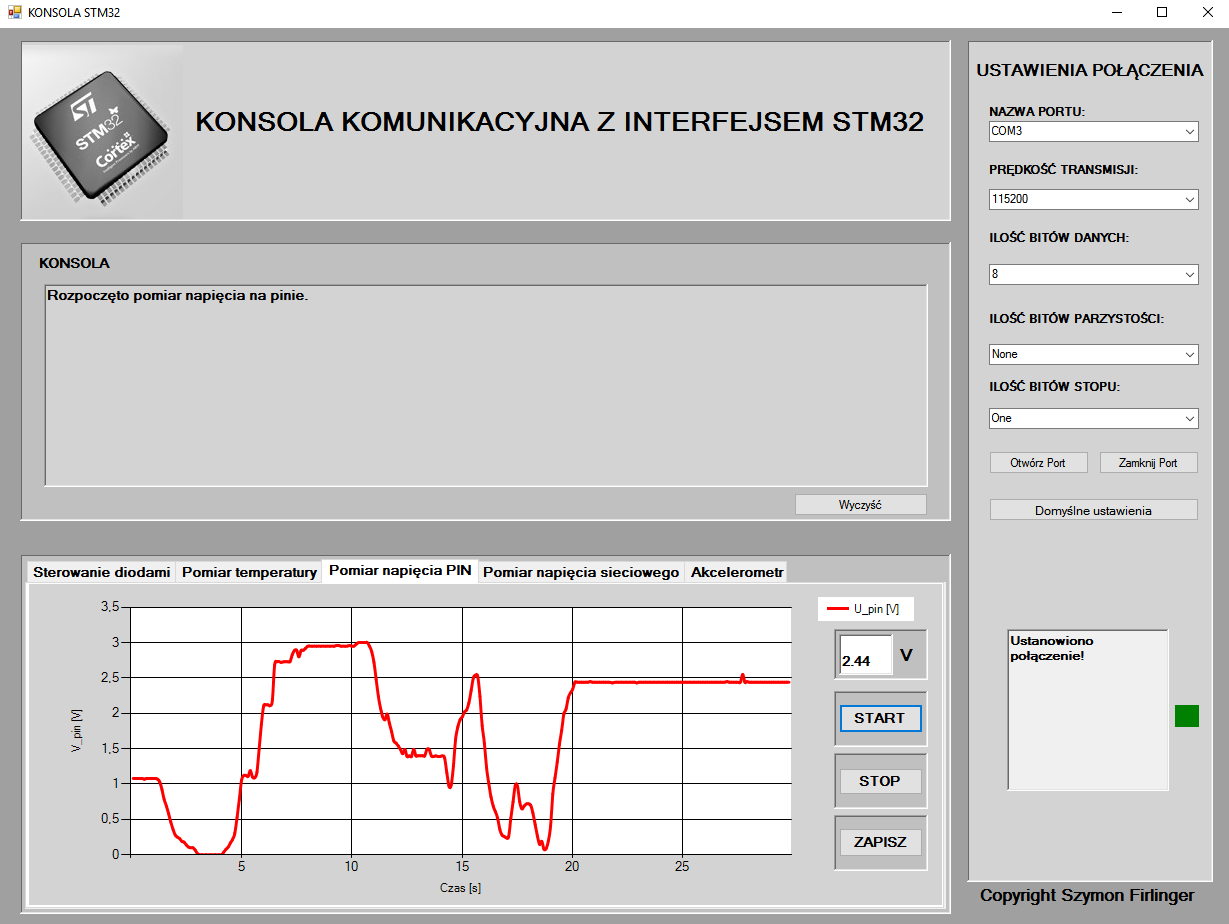 KONSOLA STM32
STM32
Cortex
KONSOLA KOMUNIKACYJNA Z INTERFEJSEM STM32
KONSOLA
Rozpoczęto pomiar napięcia na pinie.
Wyczyść
Sterowanie diodami
Pomiar temperatury
Pomiar napięcia PIN
Pomiar napięcia sieciowego
Akcelerometr
3,5
3
2,5
2
1,5
1
0,5
0
V_pin [V]
5
10
15
20
25
Czas [s]
U_pin [V]
2.44 V
START
STOP
ZAPISZ
USTAWIENIA POŁĄCZENIA
NAZWA PORTU:
COM3
PRĘDKOŚĆ TRANSMISJI:
115200
ILOŚĆ BITÓW DANYCH:
8
ILOŚĆ BITÓW PARZYSTOŚCI:
None
ILOŚĆ BITÓW STOPU:
One
Otwórz Port
Zamknij Port
Domyślne ustawienia
Ustanowiono
połączenie!
Copyright Szymon Firlinger